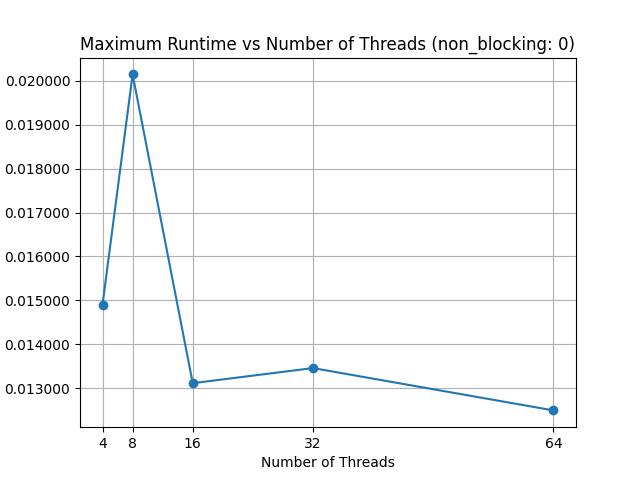 Maximum Runtime vs Number of Threads (non_blocking: 0)
0.020000
0.019000
0.018000
0.017000
0.016000
0.015000
0.014000
0.013000
4 8 16 32 64
Number of Threads